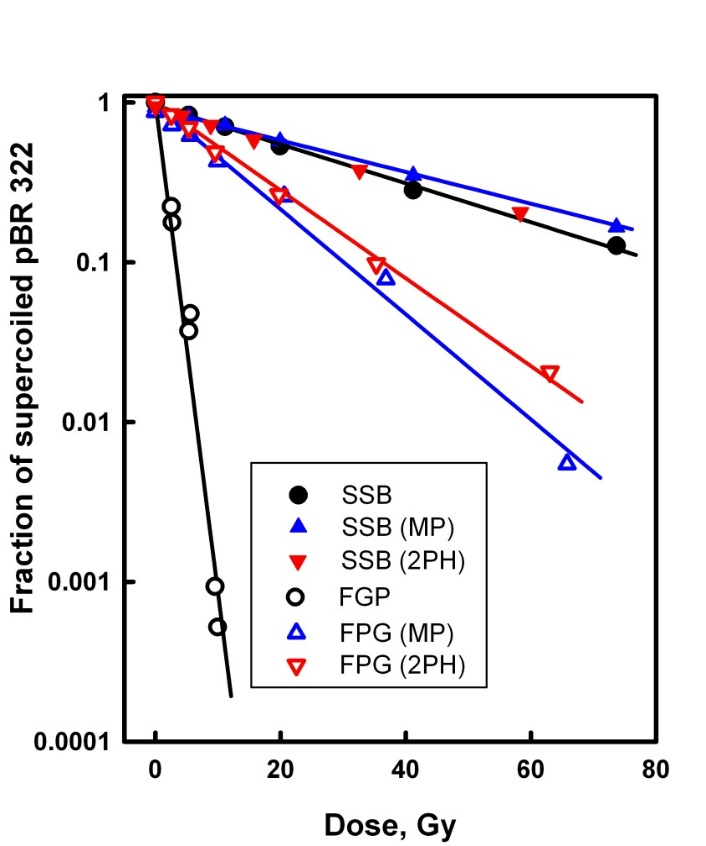 Fraction of supercoiled pBR 322
1
0.1
0.01
0.001
0.0001
SSB
SSB (MP)
SSB (2PH)
FGP
FPG (MP)
FPG (2PH)
0 20 40 60 80
Dose, Gy